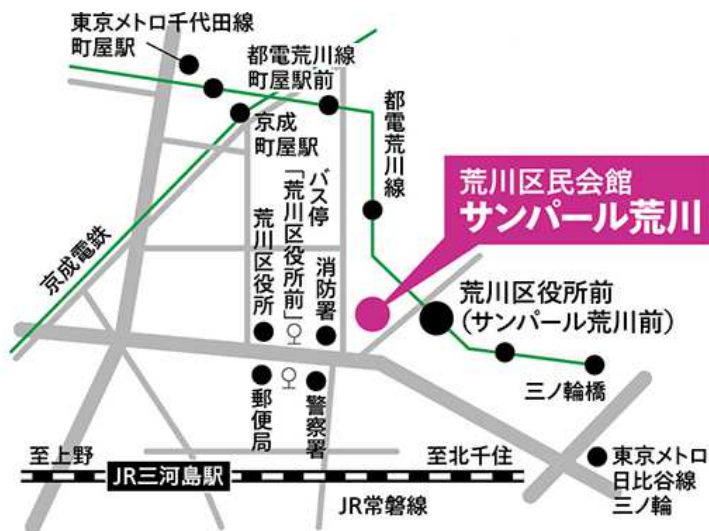 東京メトロ千代田線
町屋駅
都電荒川線
町屋駅前
京成
町屋駅
都電荒川線
荒川区民会館
サンパール荒川
京成電鉄
荒川区役所
バス停
「荒川区役所前」
消防署
荒川区役所前
(サンパール荒川前)
三ノ輪橋
郵便局
警察署
至上野
JR三河島駅
至北千住
JR常磐線
東京メトロ
日比谷線
三ノ輪